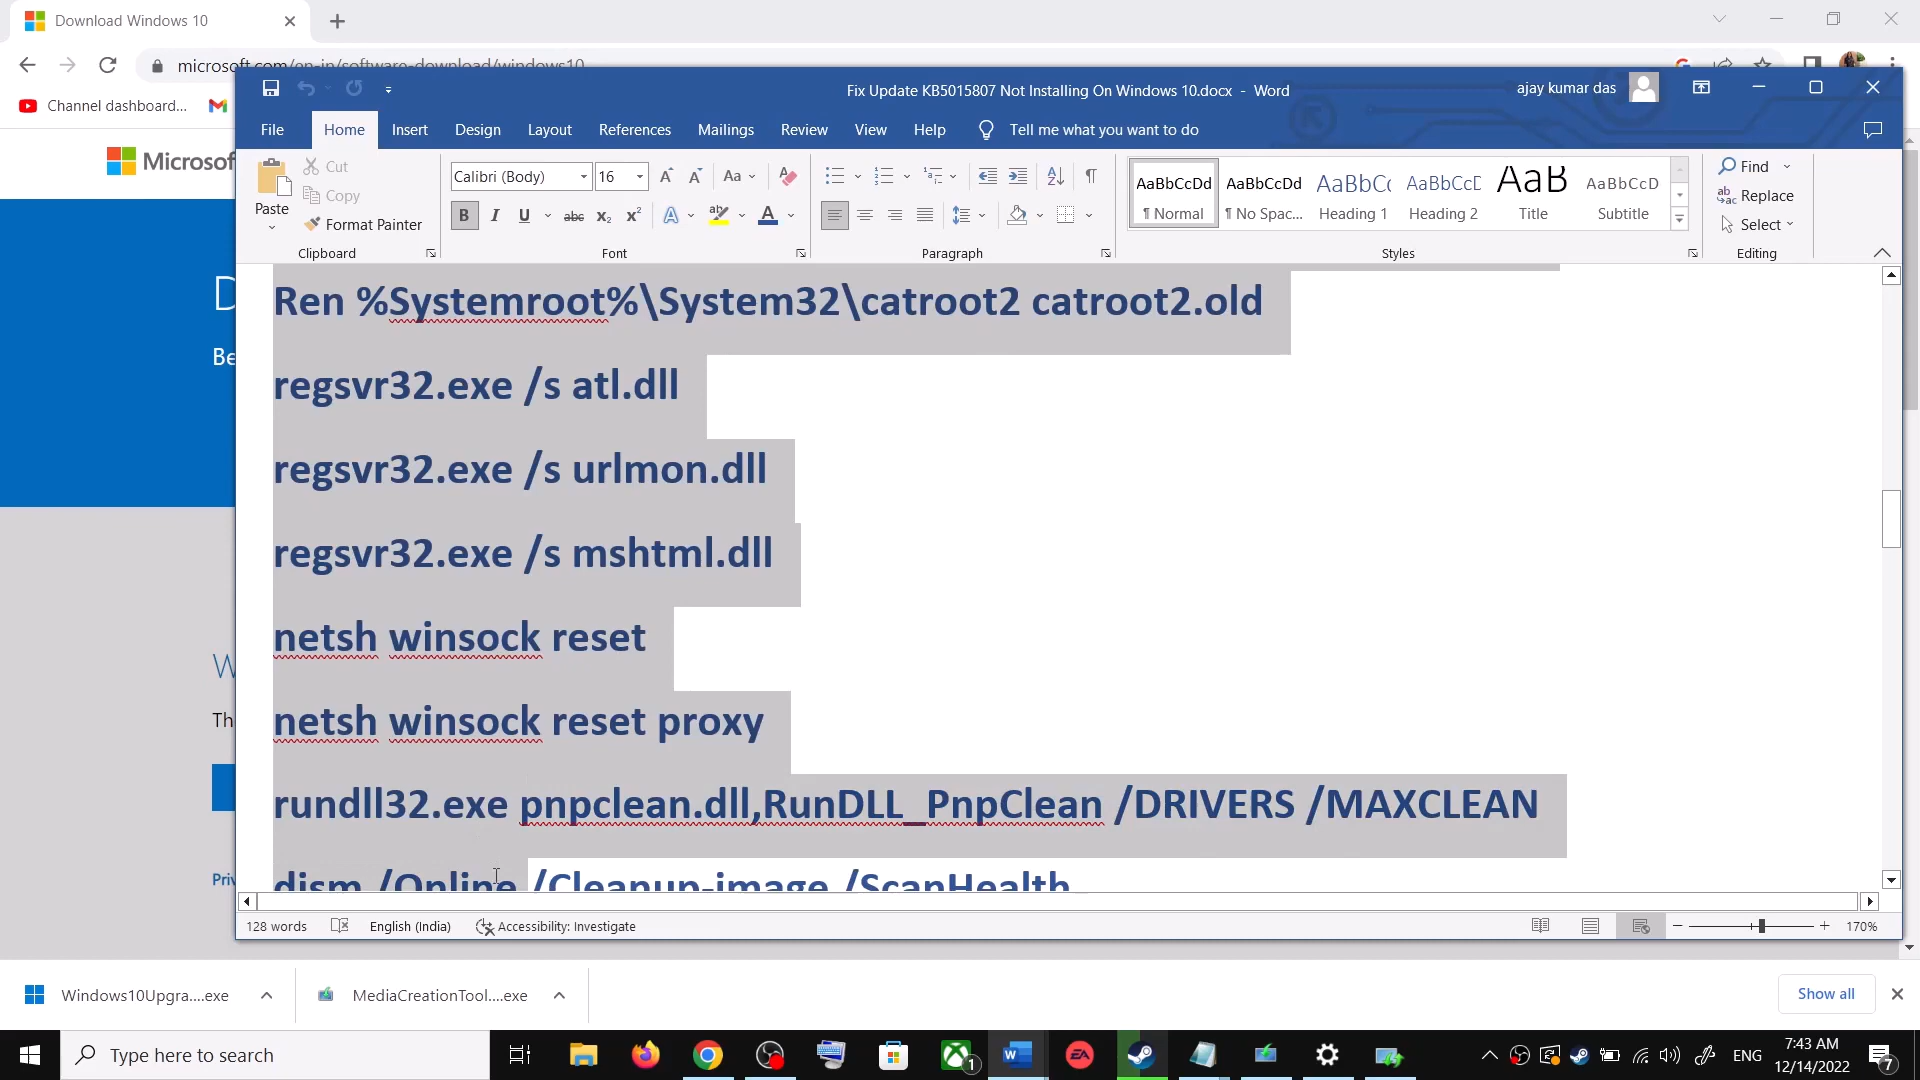 Download Windows 10
microsoft.com/en-in/software-download/windows10
Channel dashboard...
Fix Update KB5015807 Not Installing On Windows 10.docx - Word
ajay kumar das
File Home Insert Design Layout References Mailings Review View Help Tell me what you want to do
Paste
Cut
Copy
Format Painter
Clipboard
Calibri (Body) 16
Font
Paragraph
AaBbCcDd
¶ Normal
AaBbCcDd
¶ No Spac...
AaBbCc
Heading 1
AaBbCcE
Heading 2
AaB
Title
AaBbCcD
Subtitle
Styles
Find
Replace
Select
Editing
Microsof
D
Be
W
Th
Pri
Ren %Systemroot%\System32\catroot2 catroot2.old
regsvr32.exe /s atl.dll
regsvr32.exe /s urlmon.dll
regsvr32.exe /s mshtml.dll
netsh winsock reset
netsh winsock reset proxy
rundll32.exe pnpclean.dll,RunDLL_PnpClean /DRIVERS /MAXCLEAN
dism /Online /Cleanup-image /ScanHealth
128 words English (India) Accessibility: Investigate 170%
Windows10Upgra....exe
MediaCreationTool....exe
Show all
Type here to search
1
ENG
7:43 AM
12/14/2022
7